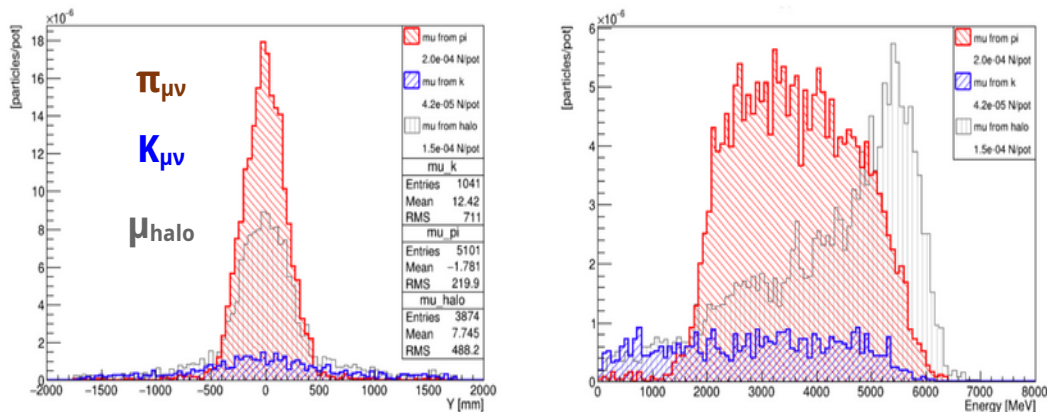 ×10⁻⁶
[particles/pot]
18
16
14
12
10
8
6
4
2
0
−2000 −1500 −1000 −500 0 500 1000 1500 2000
Y [mm]
π_μν
K_μν
μ_halo
mu from pi
2.0e-04 N/pot
mu from k
4.2e-05 N/pot
mu from halo
1.5e-04 N/pot
mu_k
Entries 1041
Mean 12.42
RMS 711
mu_pi
Entries 5101
Mean −1.781
RMS 219.9
mu_halo
Entries 3874
Mean 7.745
RMS 488.2
×10⁻⁶
[particles/pot]
6
5
4
3
2
1
0
0 1000 2000 3000 4000 5000 6000 7000 8000
Energy [MeV]
mu from pi
2.0e-04 N/pot
mu from k
4.2e-05 N/pot
mu from halo
1.5e-04 N/pot